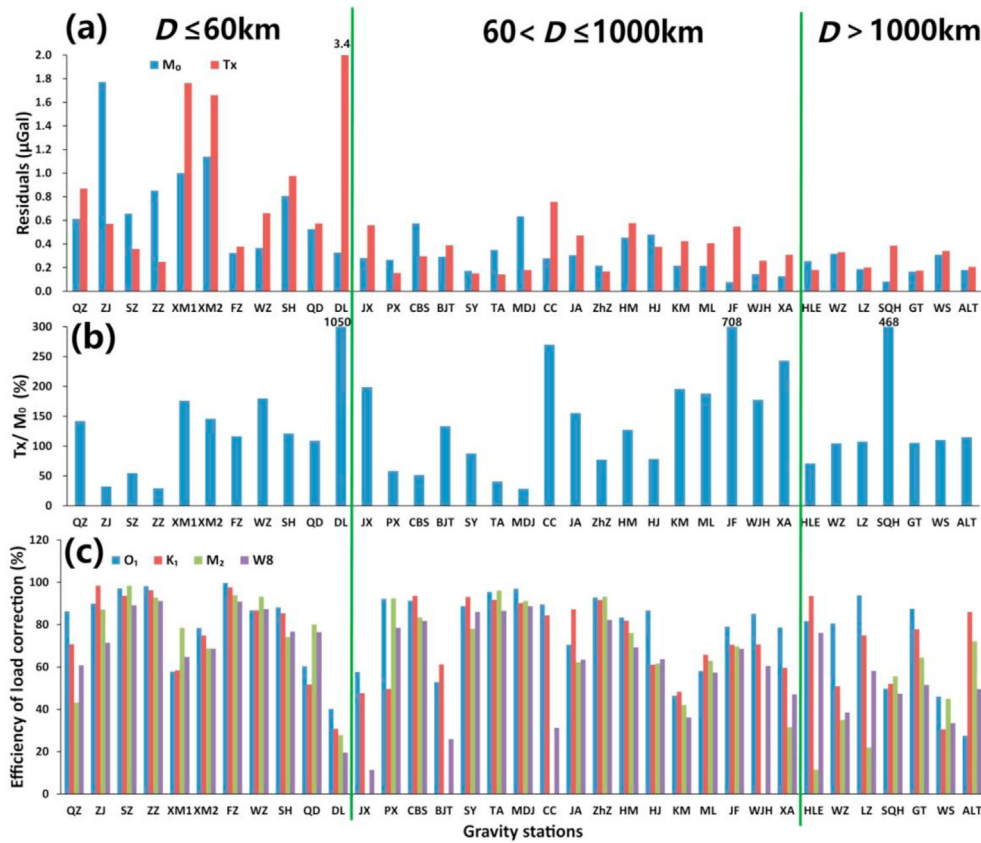 (a) D ≤60km 60< D ≤1000km D > 1000km
3.4
M₀ Tx
Residuals (μGal)
2.0
1.8
1.6
1.4
1.2
1.0
0.8
0.6
0.4
0.2
0.0
QZ ZJ SZ ZZ XM1 XM2 FZ WZ SH QD DL JX PX CBS BJT SY TA MDJ CC JA ZhZ HM HJ KM ML JF WJH XA HLE WZ LZ SQH GT WS ALT
(b)
1050 708 468
Tx/ M₀ (%)
300
250
200
150
100
50
0
QZ ZJ SZ ZZ XM1 XM2 FZ WZ SH QD DL JX PX CBS BJT SY TA MDJ CC JA ZhZ HM HJ KM ML JF WJH XA HLE WZ LZ SQH GT WS ALT
(c)
O₁ K₁ M₂ W8
Efficiency of load correction (%)
120
100
80
60
40
20
0
QZ ZJ SZ ZZ XM1 XM2 FZ WZ SH QD DL JX PX CBS BJT SY TA MDJ CC JA ZhZ HM HJ KM ML JF WJH XA HLE WZ LZ SQH GT WS ALT
Gravity stations